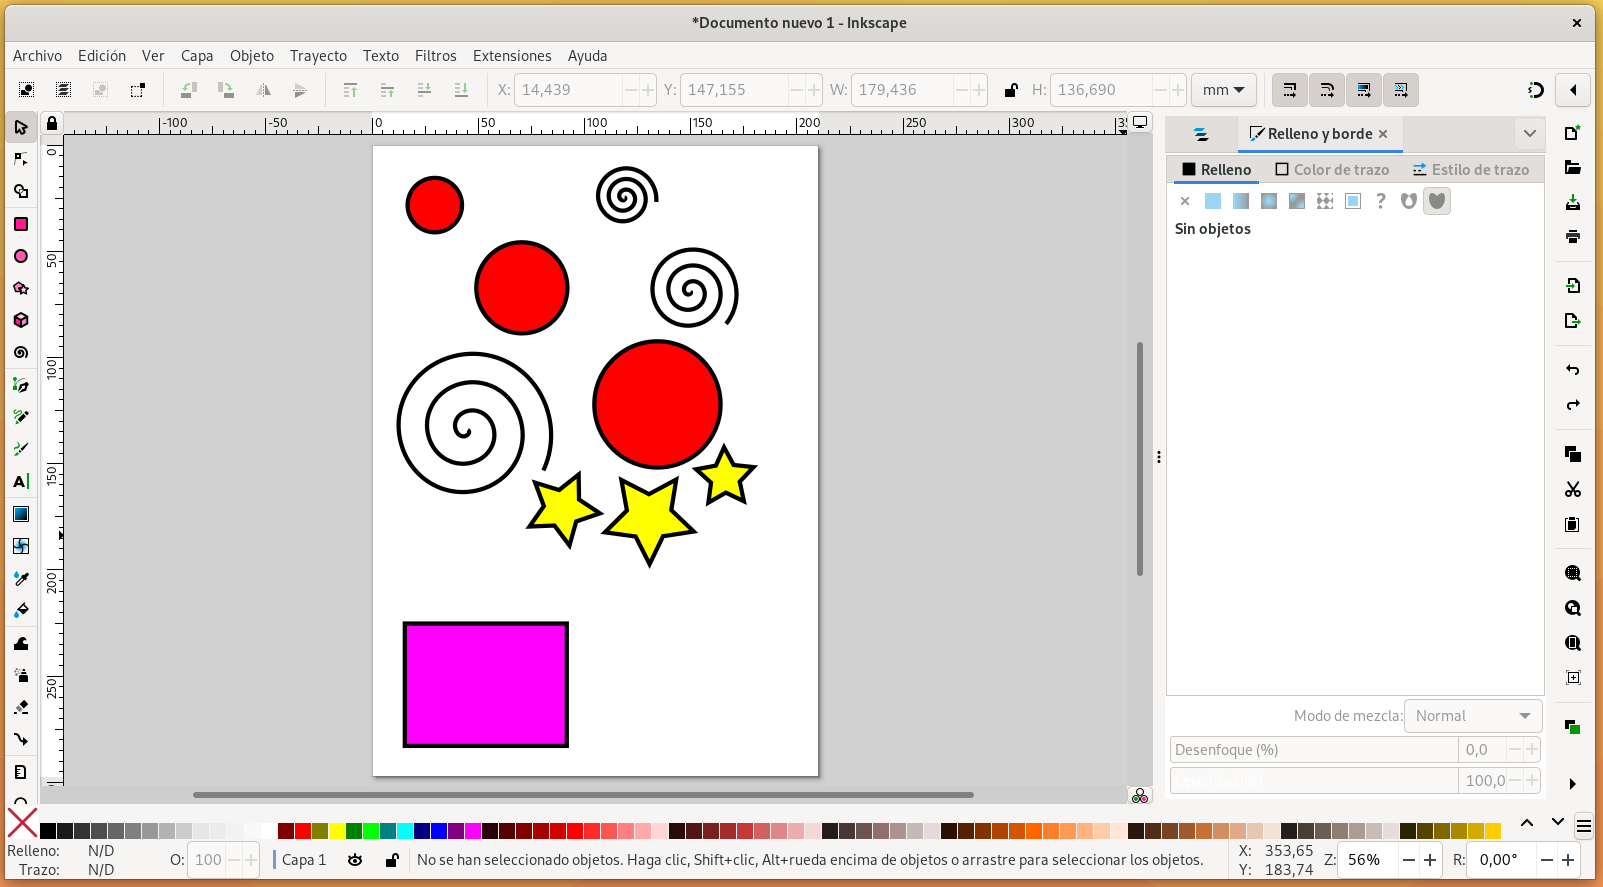 *Documento nuevo 1 - Inkscape
Archivo Edición Ver Capa Objeto Trayecto Texto Filtros Extensiones Ayuda
X: 14,439 Y: 147,155 W: 179,436 H: 136,690 mm
-100 -50 0 50 100 150 200 250 300
Relleno y borde
Relleno Color de trazo Estilo de trazo
Sin objetos
0
50
100
150
200
250
Modo de mezcla: Normal
Desenfoque (%) 0,0
Opacidad (%) 100,0
Relleno: N/D
Trazo: N/D
O: 100
Capa 1
No se han seleccionado objetos. Haga clic, Shift+clic, Alt+rueda encima de objetos o arrastre para seleccionar los objetos.
X: 353,65
Y: 183,74
Z: 56%
R: 0,00°